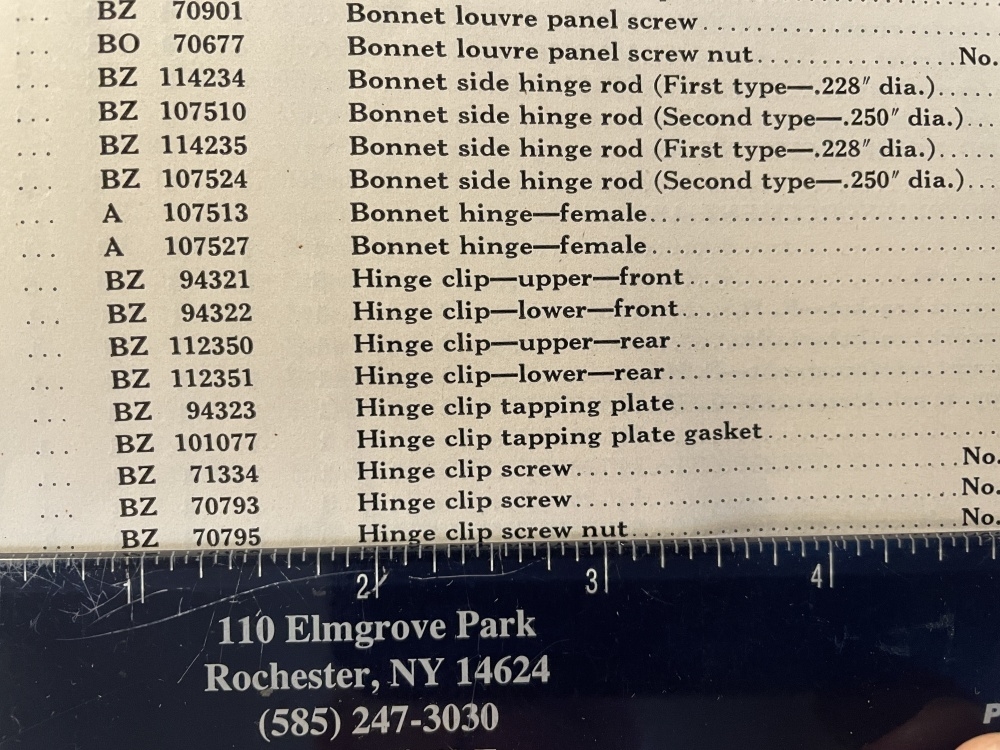 ... BZ 70901 Bonnet louvre panel screw
... BO 70677 Bonnet louvre panel screw nut No.
... BZ 114234 Bonnet side hinge rod (First type—.228" dia.)
... BZ 107510 Bonnet side hinge rod (Second type—.250" dia.)
... BZ 114235 Bonnet side hinge rod (First type—.228" dia.)
... BZ 107524 Bonnet side hinge rod (Second type—.250" dia.)
... A 107513 Bonnet hinge—female
... A 107527 Bonnet hinge—female
... BZ 94321 Hinge clip—upper—front
... BZ 94322 Hinge clip—lower—front
... BZ 112350 Hinge clip—upper—rear
... BZ 112351 Hinge clip—lower—rear
... BZ 94323 Hinge clip tapping plate
... BZ 101077 Hinge clip tapping plate gasket
... BZ 71334 Hinge clip screw No.
... BZ 70793 Hinge clip screw No.
... BZ 70795 Hinge clip screw nut No.
1 2 3 4
110 Elmgrove Park
Rochester, NY 14624
(585) 247-3030
P